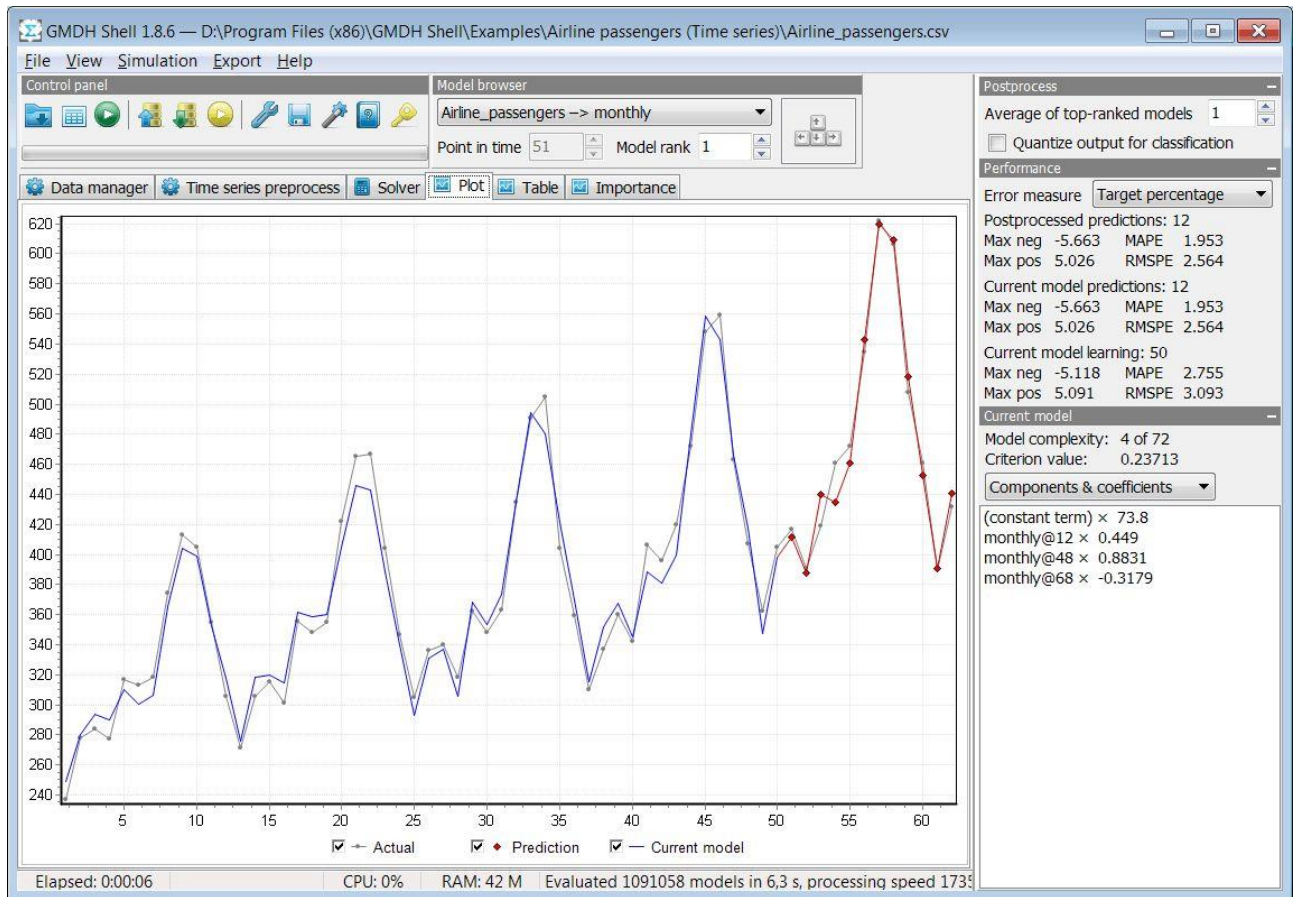 GMDH Shell 1.8.6 — D:\Program Files (x86)\GMDH Shell\Examples\Airline passengers (Time series)\Airline_passengers.csv
File View Simulation Export Help
Control panel
Model browser
Airline_passengers –> monthly
Point in time 51 Model rank 1
Data manager Time series preprocess Solver Plot Table Importance
620
600
580
560
540
520
500
480
460
440
420
400
380
360
340
320
300
280
260
240
5 10 15 20 25 30 35 40 45 50 55 60
Actual Prediction Current model
Elapsed: 0:00:06 CPU: 0% RAM: 42 M Evaluated 1091058 models in 6,3 s, processing speed 1735
Postprocess
Average of top-ranked models 1
Quantize output for classification
Performance
Error measure Target percentage
Postprocessed predictions: 12
Max neg -5.663 MAPE 1.953
Max pos 5.026 RMSPE 2.564
Current model predictions: 12
Max neg -5.663 MAPE 1.953
Max pos 5.026 RMSPE 2.564
Current model learning: 50
Max neg -5.118 MAPE 2.755
Max pos 5.091 RMSPE 3.093
Current model
Model complexity: 4 of 72
Criterion value: 0.23713
Components & coefficients
(constant term) × 73.8
monthly@12 × 0.449
monthly@48 × 0.8831
monthly@68 × -0.3179